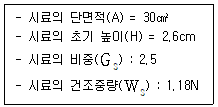 - 시료의 단면적(A) = 30㎠
- 시료의 초기 높이(H) = 2.6cm
- 시료의 비중(Gs) : 2.5
- 시료의 건조중량(Ws) : 1.18N